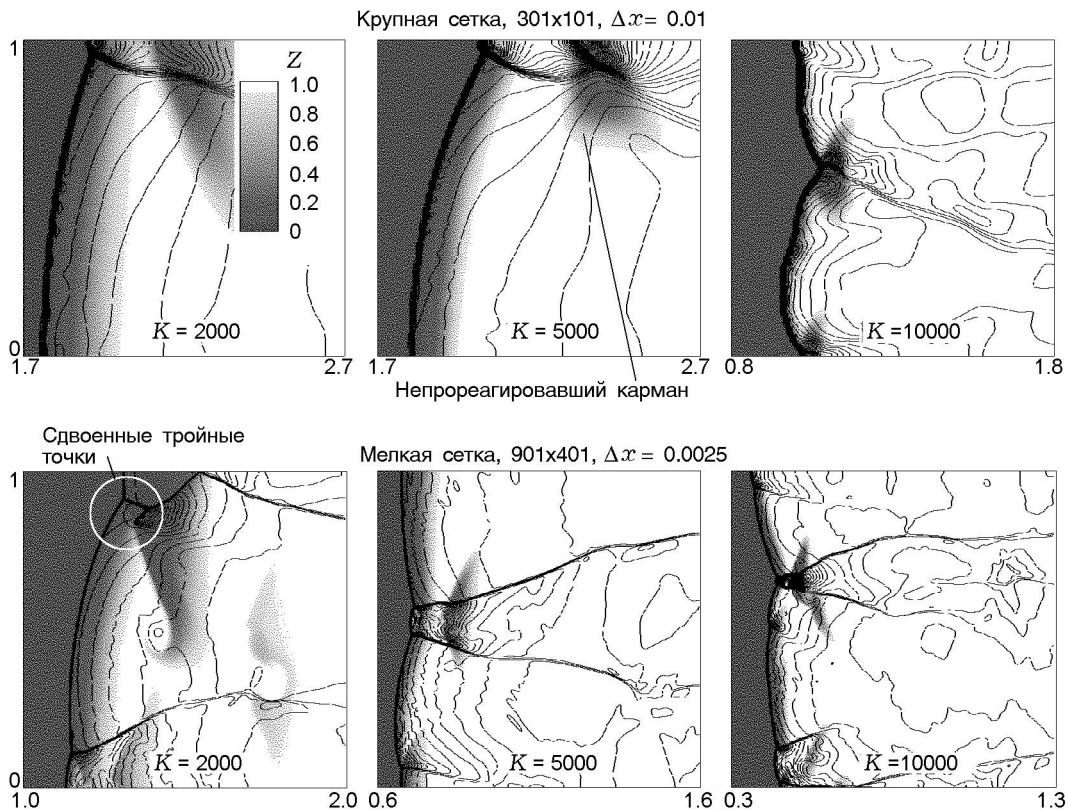 Крупная сетка, 301x101, Δx = 0.01
1
Z
1.0
0.8
0.6
0.4
0.2
0
K = 2000
K = 5000
K = 10000
0
1.7
2.7
1.7
2.7
0.8
1.8
Непрореагировавший карман
Сдвоенные тройные
точки
Мелкая сетка, 901x401, Δx = 0.0025
1
K = 2000
K = 5000
K = 10000
0
1.0
2.0
0.6
1.6
0.3
1.3